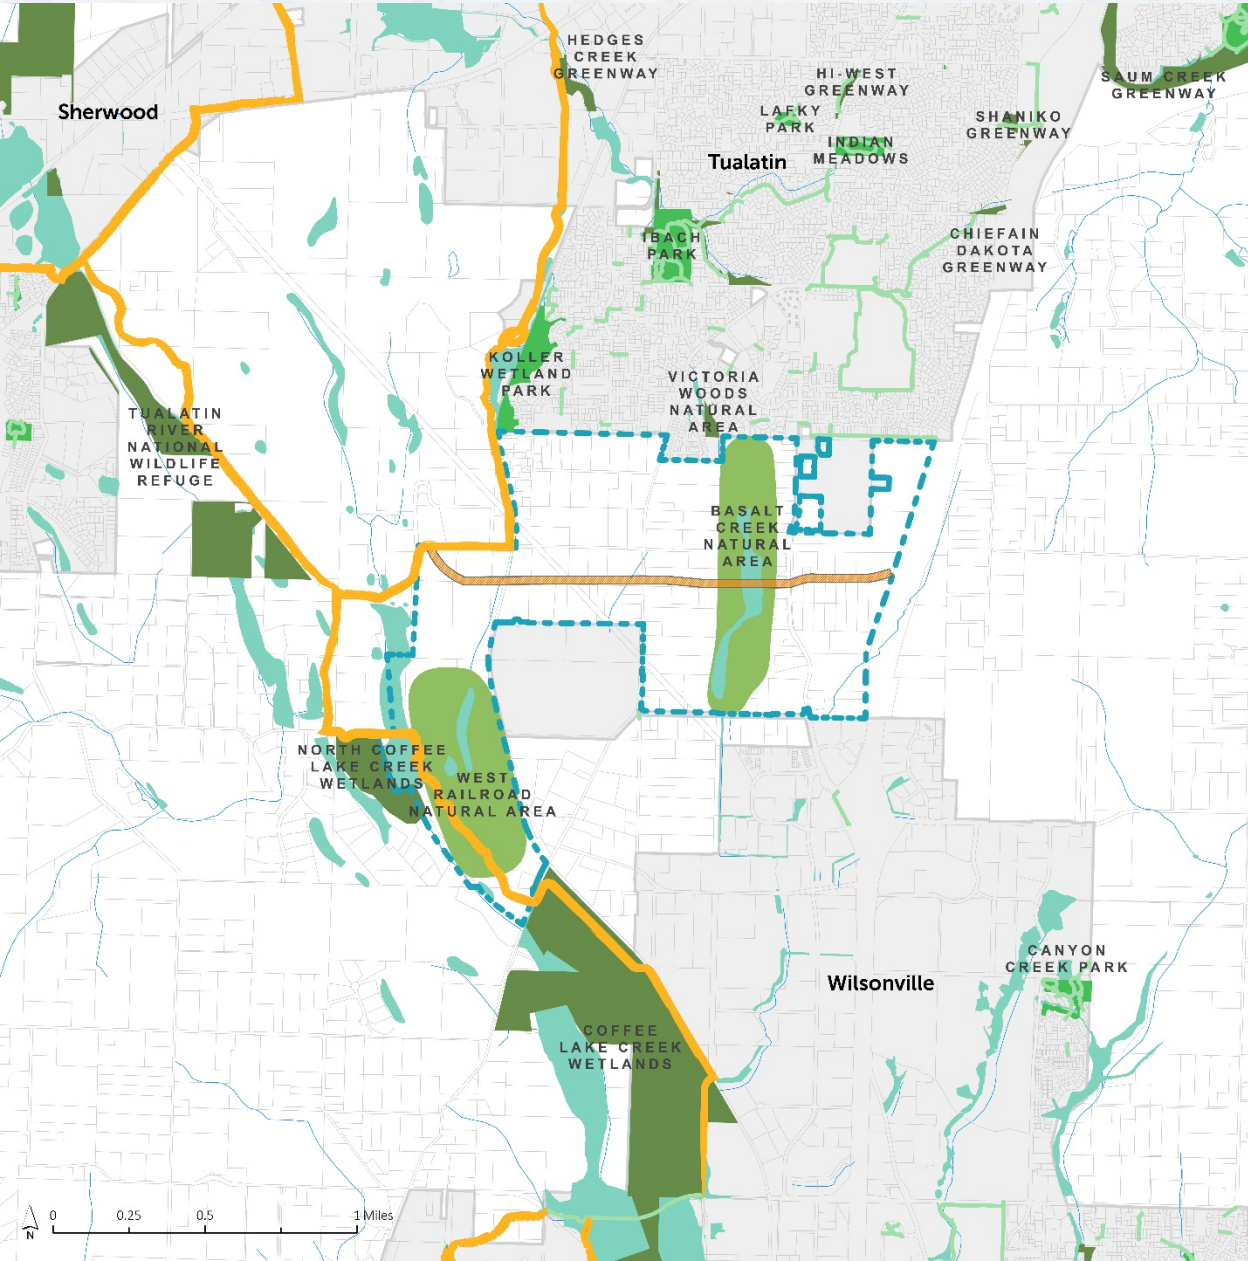 HEDGES
CREEK
GREENWAY
HI-WEST
GREENWAY
SAUM CREEK
GREENWAY
Sherwood
LAFKY
PARK
SHANIKO
GREENWAY
INDIAN
MEADOWS
Tualatin
IBACH
PARK
CHIEFAIN
DAKOTA
GREENWAY
KOLLER
WETLAND
PARK
VICTORIA
WOODS
NATURAL
AREA
TUALATIN
RIVER
NATIONAL
WILDLIFE
REFUGE
BASALT
CREEK
NATURAL
AREA
NORTH COFFEE
LAKE CREEK
WETLANDS
WEST
RAILROAD
NATURAL AREA
CANYON
CREEK PARK
Wilsonville
COFFEE
LAKE CREEK
WETLANDS
N
0 0.25 0.5 1 Miles